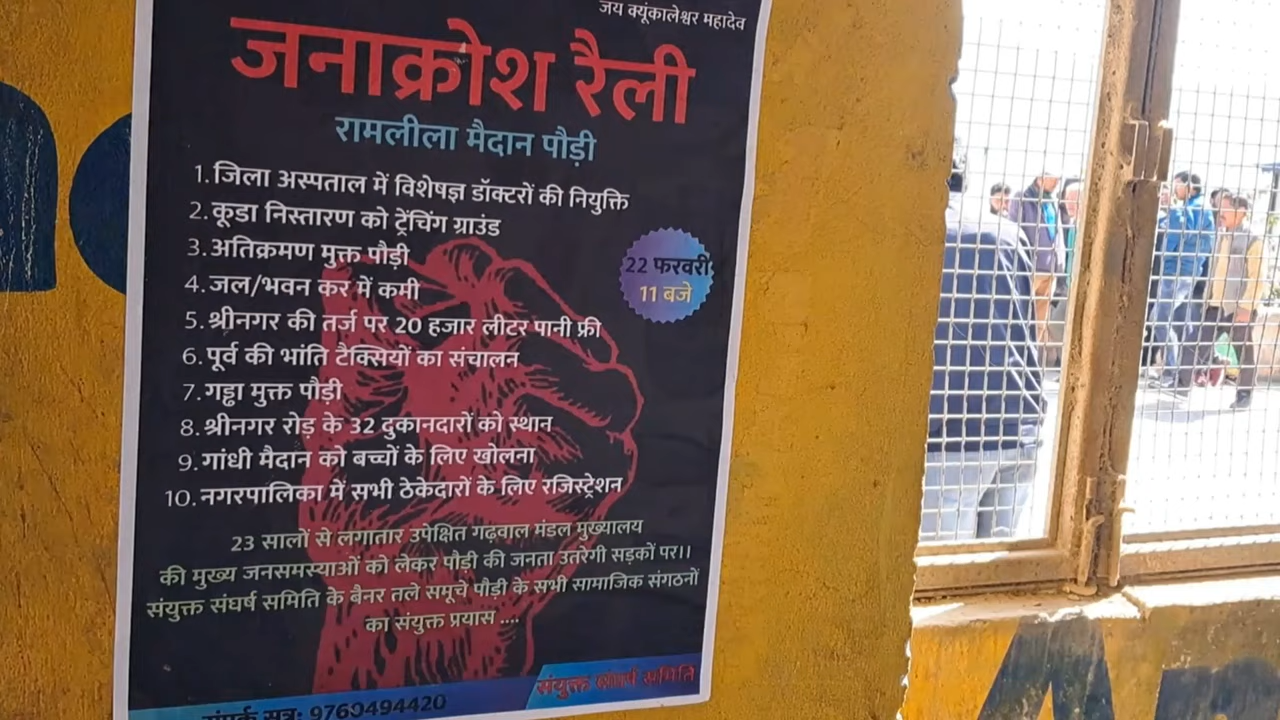 जय क्यूंकालेश्वर महादेव
जनाक्रोश रैली
रामलीला मैदान पौड़ी
1. जिला अस्पताल में विशेषज्ञ डॉक्टरों की नियुक्ति
2. कूडा निस्तारण को ट्रेंचिंग ग्राउंड
3. अतिक्रमण मुक्त पौड़ी
4. जल/भवन कर में कमी
5. श्रीनगर की तर्ज पर 20 हजार लीटर पानी फ्री
6. पूर्व की भांति टैक्सियों का संचालन
7. गड्ढा मुक्त पौड़ी
8. श्रीनगर रोड़ के 32 दुकानदारों को स्थान
9. गांधी मैदान को बच्चों के लिए खोलना
10. नगरपालिका में सभी ठेकेदारों के लिए रजिस्ट्रेशन
22 फरवरी
11 बजे
23 सालों से लगातार उपेक्षित गढ़वाल मंडल मुख्यालय
की मुख्य जनसमस्याओं को लेकर पौड़ी की जनता उतरेगी सड़कों पर।।
संयुक्त संघर्ष समिति के बैनर तले समूचे पौड़ी के सभी सामाजिक संगठनों
का संयुक्त प्रयास ....
संयुक्त संघर्ष समिति
संपर्क सूत्र: 9760494420